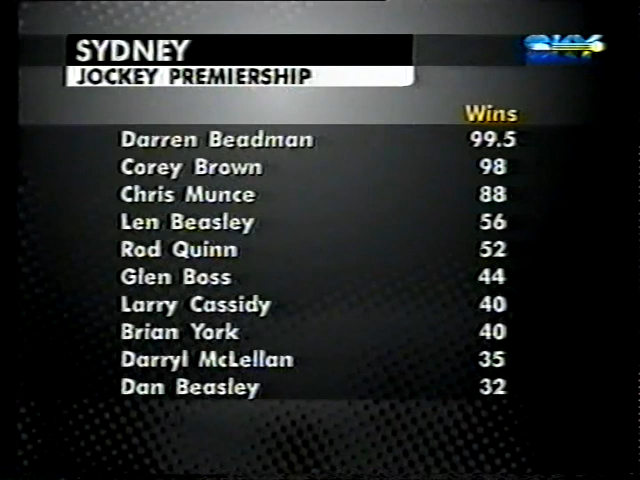 SYDNEY
JOCKEY PREMIERSHIP
Wins
Darren Beadman 99.5
Corey Brown 98
Chris Munce 88
Len Beasley 56
Rod Quinn 52
Glen Boss 44
Larry Cassidy 40
Brian York 40
Darryl McLellan 35
Dan Beasley 32